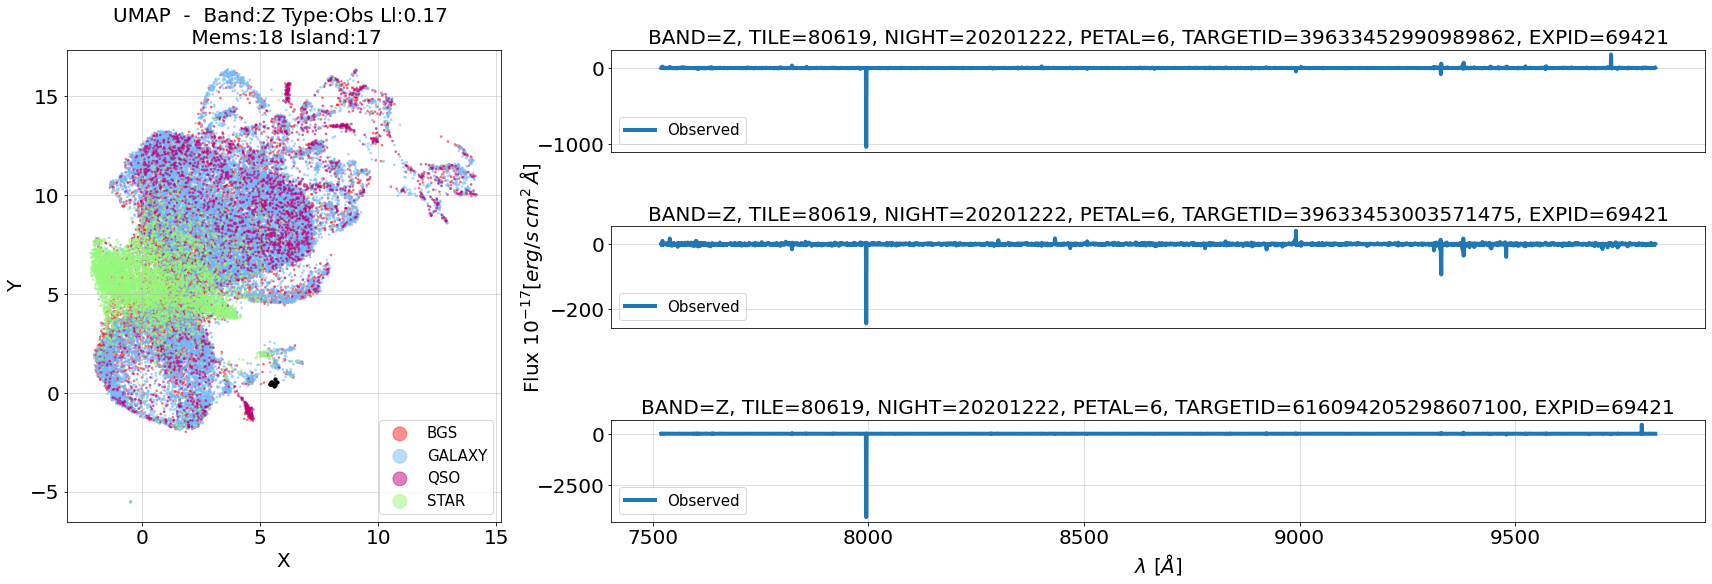 UMAP - Band:Z Type:Obs Ll:0.17
Mems:18 Island:17
Y
15
10
5
0
−5
0
5
10
15
X
BGS
GALAXY
QSO
STAR
Flux 10⁻¹⁷[erg/s cm² Å]
BAND=Z, TILE=80619, NIGHT=20201222, PETAL=6, TARGETID=39633452990989862, EXPID=69421
0
−1000
Observed
BAND=Z, TILE=80619, NIGHT=20201222, PETAL=6, TARGETID=39633453003571475, EXPID=69421
0
−200
Observed
BAND=Z, TILE=80619, NIGHT=20201222, PETAL=6, TARGETID=616094205298607100, EXPID=69421
0
−2500
Observed
7500
8000
8500
9000
9500
λ [Å]